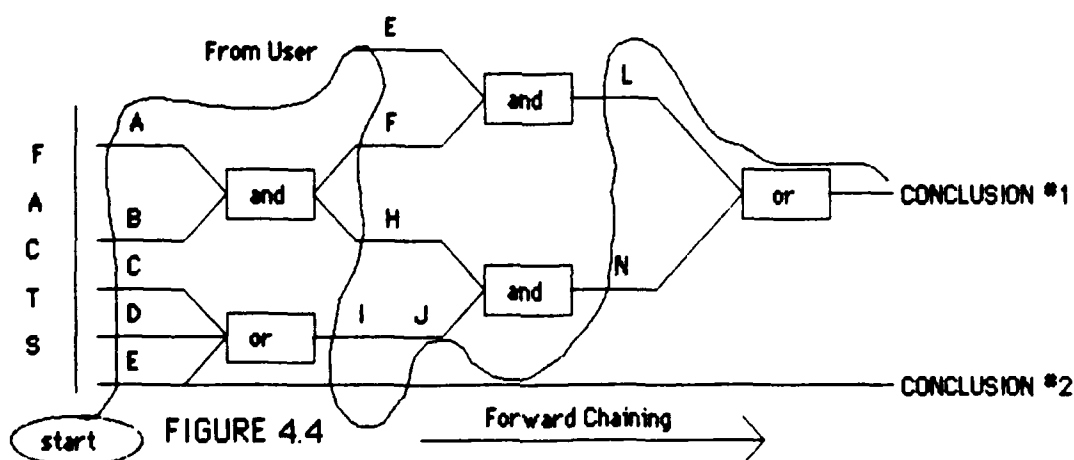 E
From User
L
and
A
F
F
and
or
CONCLUSION #1
A
B
H
C
C
and
N
T
D
I J
S
or
E
CONCLUSION #2
start
FIGURE 4.4
Forward Chaining